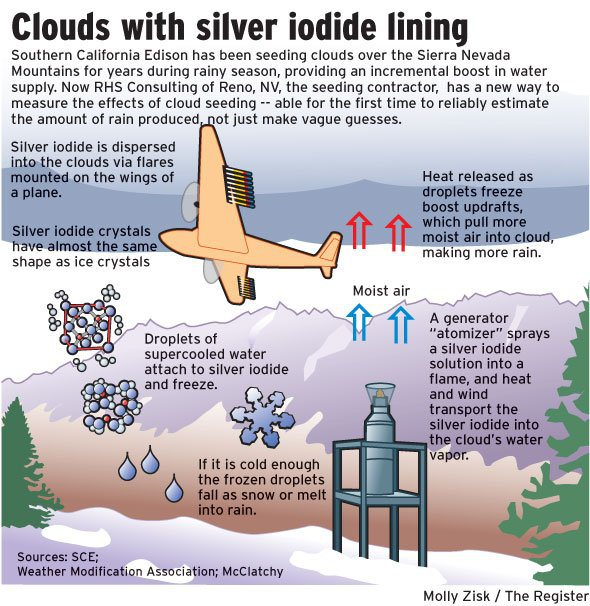 Clouds with silver iodide lining
Southern California Edison has been seeding clouds over the Sierra Nevada
Mountains for years during rainy season, providing an incremental boost in water
supply. Now RHS Consulting of Reno, NV, the seeding contractor,  has a new way to
measure the effects of cloud seeding -- able for the first time to reliably estimate
the amount of rain produced, not just make vague guesses.
Silver iodide is dispersed
into the clouds via flares
mounted on the wings of
a plane.
Silver iodide crystals
have almost the same
shape as ice crystals
Heat released as
droplets freeze
boost updrafts,
which pull more
moist air into cloud,
making more rain.
Moist air
Droplets of
supercooled water
attach to silver iodide
and freeze.
A generator
“atomizer” sprays
a silver iodide
solution into a
flame, and heat
and wind
transport the
silver iodide into
the cloud's water
vapor.
If it is cold enough
the frozen droplets
fall as snow or melt
into rain.
Sources: SCE;
Weather Modification Association; McClatchy
Molly Zisk / The Register